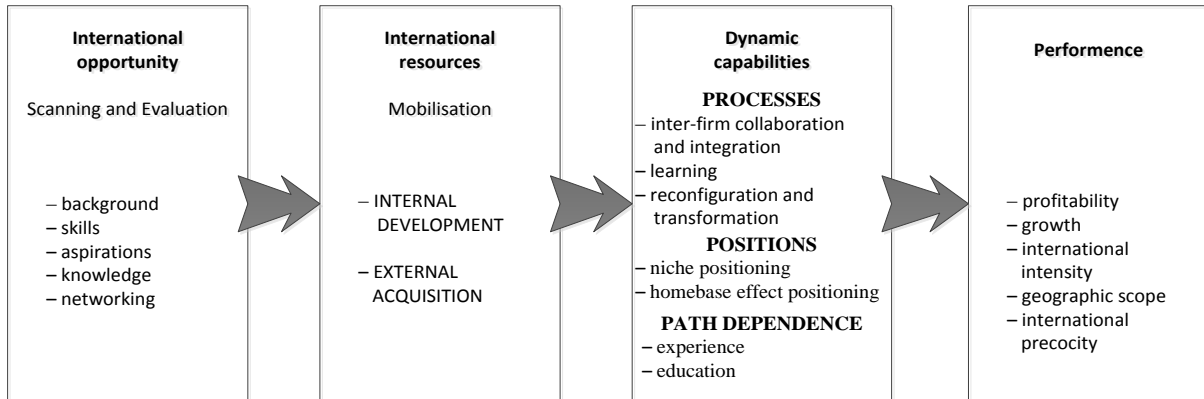 International
opportunity
Scanning and Evaluation
– background
– skills
– aspirations
– knowledge
– networking
International
resources
Mobilisation
– INTERNAL
DEVELOPMENT
– EXTERNAL
ACQUISITION
Dynamic
capabilities
PROCESSES
– inter-firm collaboration
and integration
– learning
– reconfiguration and
transformation
POSITIONS
– niche positioning
– homebase effect positioning
PATH DEPENDENCE
– experience
– education
Performence
– profitability
– growth
– international
intensity
– geographic scope
– international
precocity